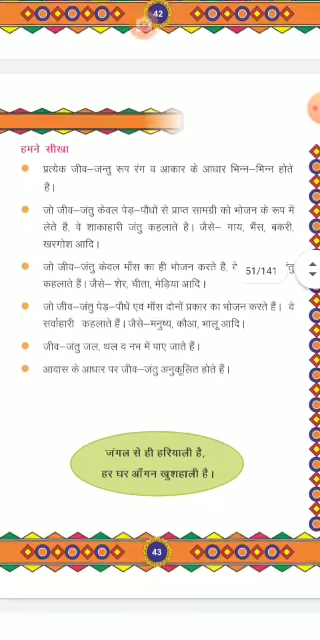 42
हमने सीखा
प्रत्येक जीव–जन्तु रूप रंग व आकार के आधार भिन्न–भिन्न होते
हैं।
जो जीव–जंतु केवल पेड़–पौधों से प्राप्त सामग्री को भोजन के रूप में
लेते हैं, वे शाकाहारी जंतु कहलाते है। जैसे– गाय, भैंस, बकरी,
खरगोश आदि।
जो जीव–जंतु केवल माँस का ही भोजन करते है,
51/141
कहलाते हैं। जैसे– शेर, चीता, भेड़िया आदि।
जो जीव–जंतु पेड़–पौधे एवं माँस दोनों प्रकार का भोजन करते हैं। वे
सर्वाहारी कहलाते हैं। जैसे–मनुष्य, कौआ, भालू आदि।
जीव–जंतु जल, थल व नभ में पाए जाते हैं।
आवास के आधार पर जीव–जंतु अनुकूलित होते हैं।
जंगल से ही हरियाली है,
हर घर आँगन खुशहाली है।
43